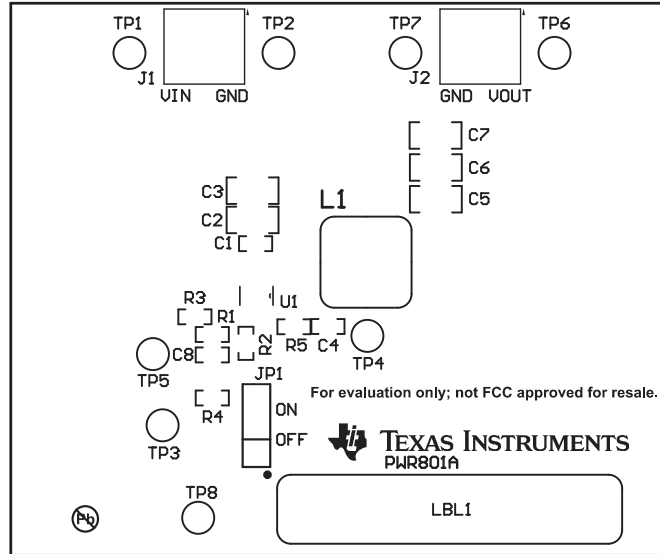 TP1
TP2
TP7
TP6
J1
J2
VIN GND
GND VOUT
C7
C6
C5
C3
C2
C1
L1
U1
R3
R1
R2
R5
C4
TP4
C8
TP5
JP1
For evaluation only; not FCC approved for resale.
R4
ON
OFF
TP3
TEXAS INSTRUMENTS
PWR801A
TP8
LBL1
Pb